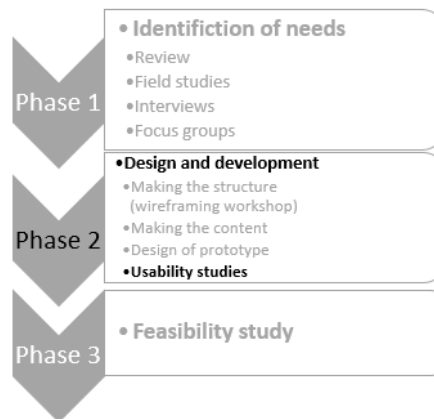 Phase 1
• Identifiction of needs
•Review
•Field studies
•Interviews
•Focus groups
Phase 2
•Design and development
•Making the structure
(wireframing workshop)
•Making the content
•Design of prototype
•Usability studies
Phase 3
• Feasibility study